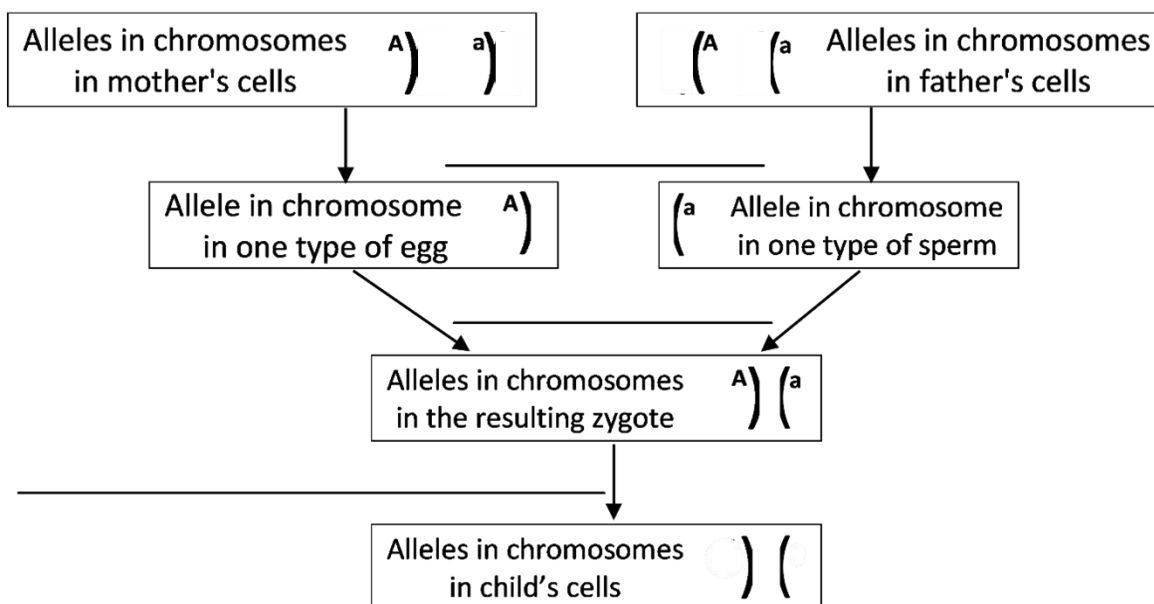 Alleles in chromosomes
in mother's cells
A a
A a
Alleles in chromosomes
in father's cells
Allele in chromosome
in one type of egg
A
a
Allele in chromosome
in one type of sperm
Alleles in chromosomes
in the resulting zygote
A a
Alleles in chromosomes
in child’s cells